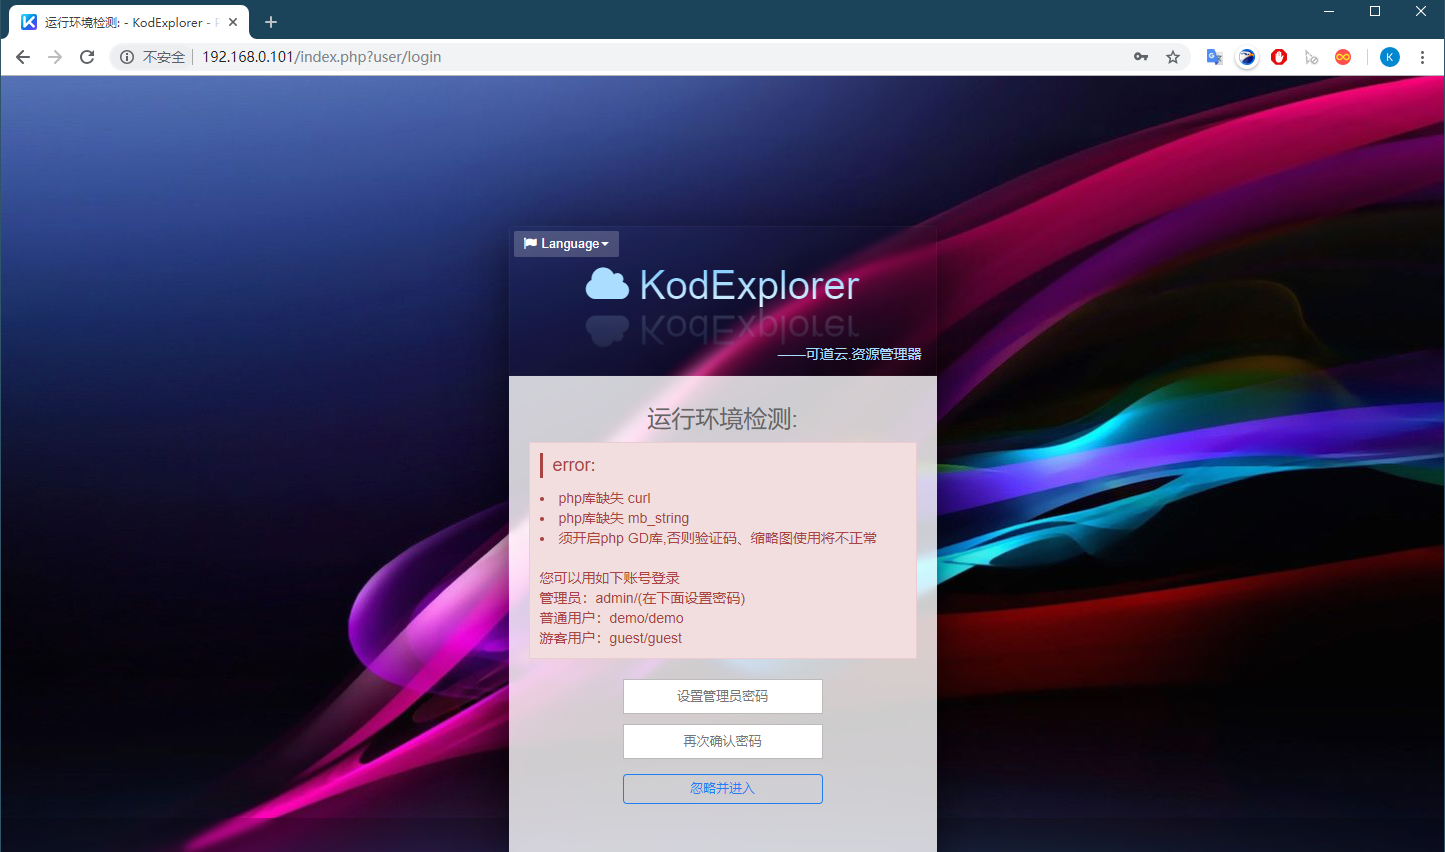 运行环境检测: - KodExplorer - P
不安全 192.168.0.101/index.php?user/login
K
Language
KodExplorer
——可道云.资源管理器
运行环境检测:
error:
php库缺失 curl
php库缺失 mb_string
须开启php GD库,否则验证码、缩略图使用将不正常
您可以用如下账号登录
管理员：admin/(在下面设置密码)
普通用户：demo/demo
游客用户：guest/guest
设置管理员密码
再次确认密码
忽略并进入